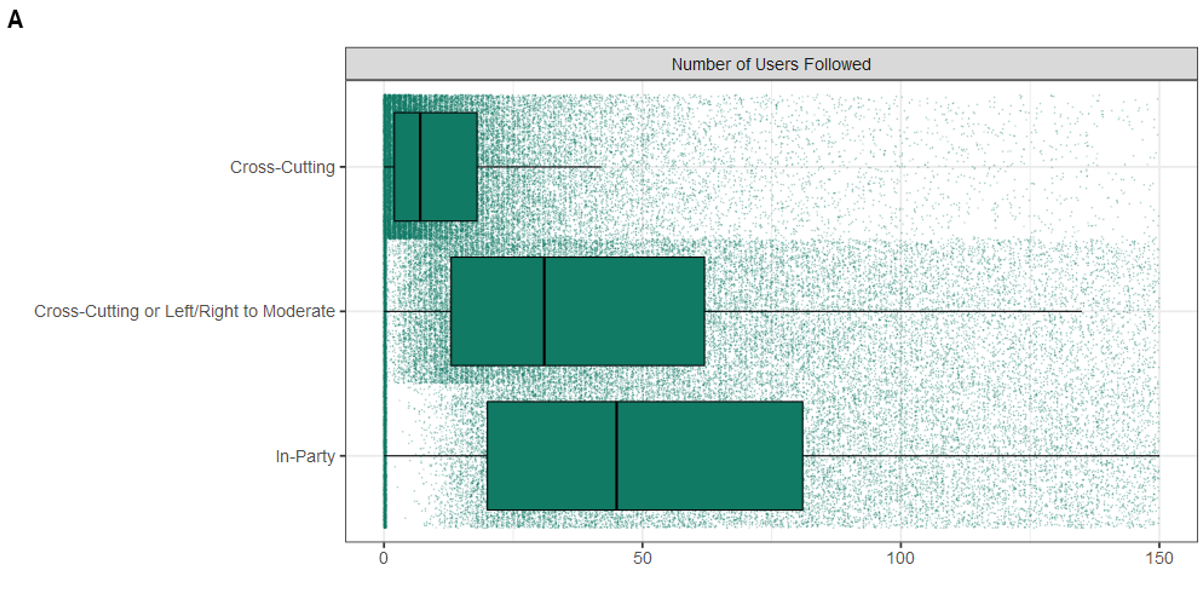 A
Number of Users Followed
Cross-Cutting
Cross-Cutting or Left/Right to Moderate
In-Party
0 50 100 150